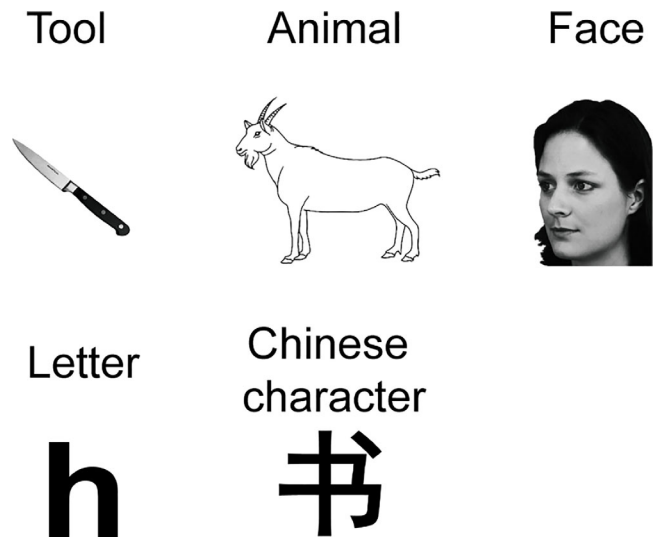 Tool Animal Face
Letter
Chinese
character
h
书